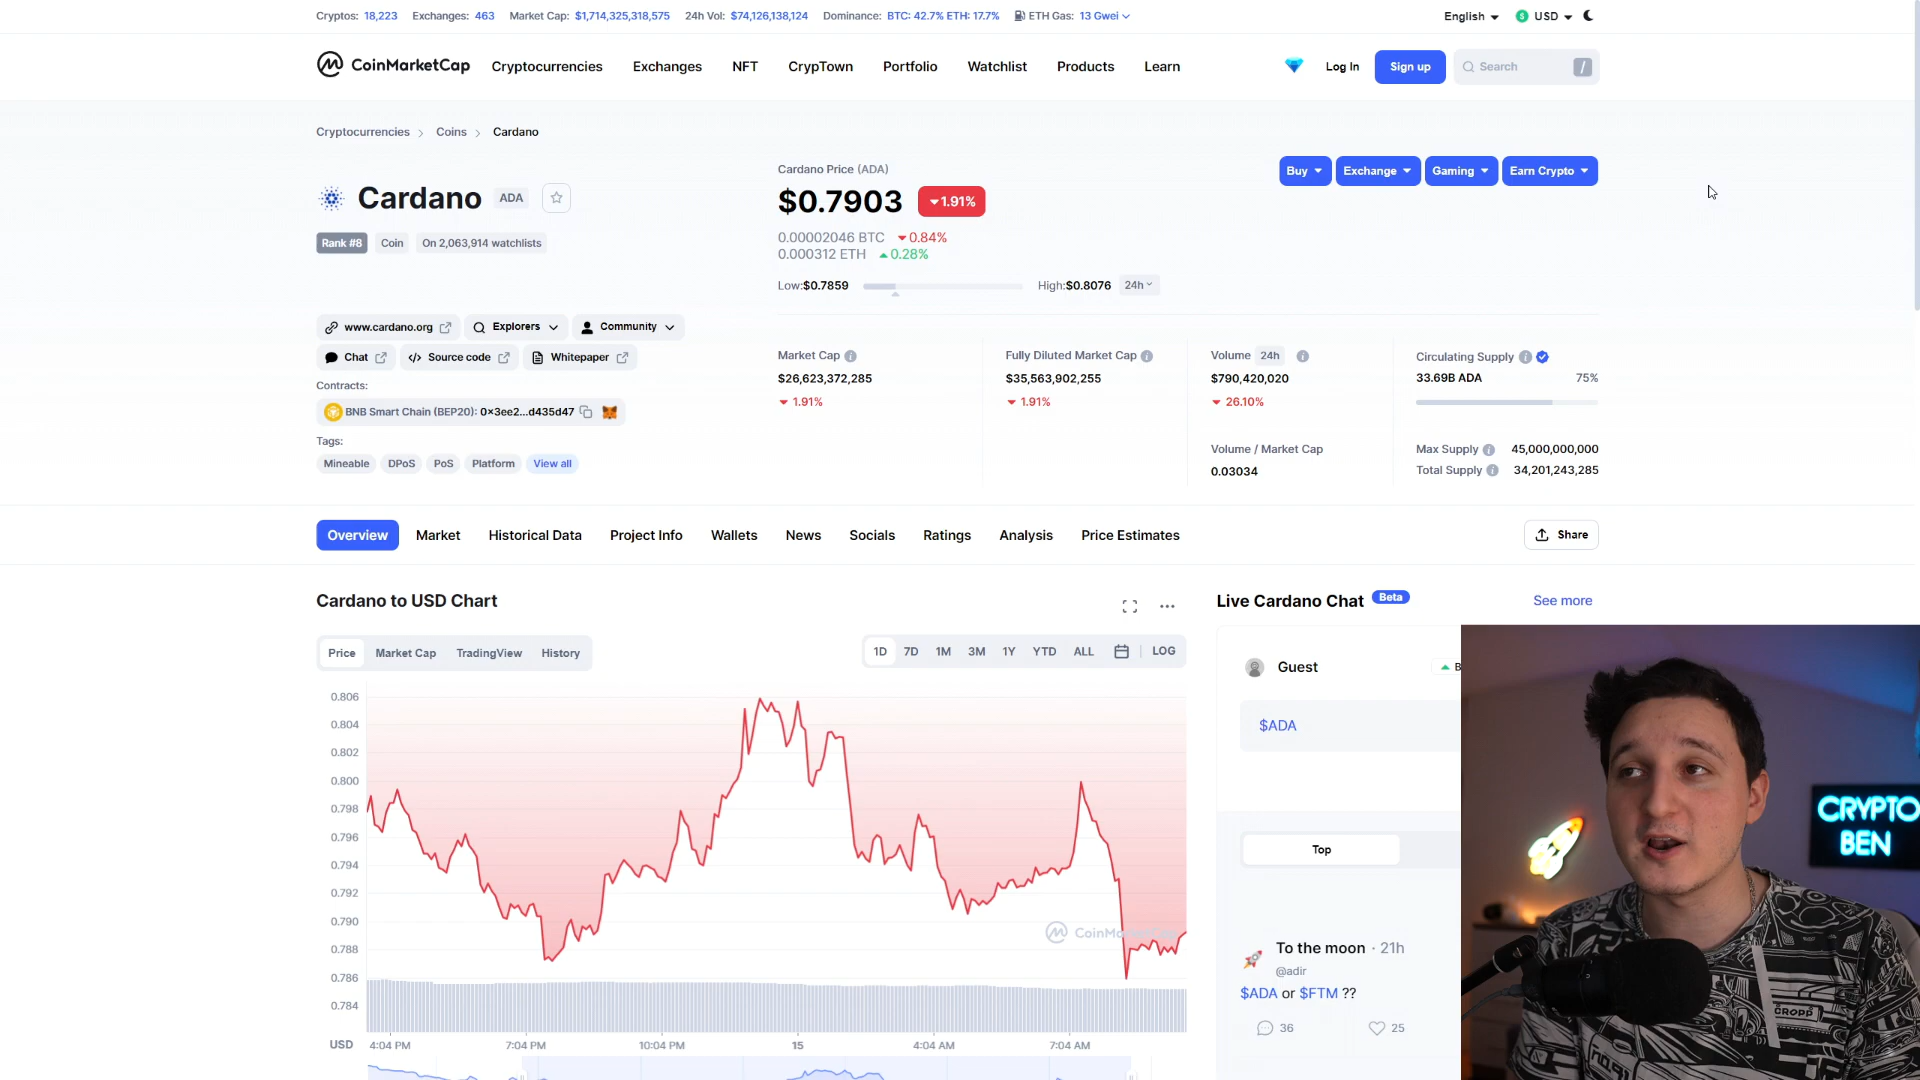 Cryptos: 18,223 Exchanges: 463 Market Cap: $1,714,325,318,575 24h Vol: $74,126,138,124 Dominance: BTC: 42.7% ETH: 17.7% ETH Gas: 13 Gwei
English USD
CoinMarketCap Cryptocurrencies Exchanges NFT CrypTown Portfolio Watchlist Products Learn Log In Sign up Search /
Cryptocurrencies > Coins > Cardano
Cardano ADA
Rank #8 Coin On 2,063,914 watchlists
Cardano Price (ADA)
$0.7903 1.91%
0.00002046 BTC 0.84%
0.000312 ETH 0.28%
Low:$0.7859 High:$0.8076 24h
Buy Exchange Gaming Earn Crypto
www.cardano.org Explorers Community
Chat Source code Whitepaper
Contracts:
BNB Smart Chain (BEP20): 0x3ee2...d435d47
Tags:
Mineable DPoS PoS Platform View all
Market Cap
$26,623,372,285
1.91%
Fully Diluted Market Cap
$35,563,902,255
1.91%
Volume 24h
$790,420,020
26.10%
Volume / Market Cap
0.03034
Circulating Supply
33.69B ADA 75%
Max Supply 45,000,000,000
Total Supply 34,201,243,285
Overview Market Historical Data Project Info Wallets News Socials Ratings Analysis Price Estimates Share
Cardano to USD Chart
Price Market Cap TradingView History
1D 7D 1M 3M 1Y YTD ALL LOG
0.806
0.804
0.802
0.800
0.798
0.796
0.794
0.792
0.790
0.788
0.786
0.784
USD 4:04 PM 7:04 PM 10:04 PM 15 4:04 AM 7:04 AM
Live Cardano Chat Beta See more
Guest B
$ADA
Top
To the moon · 21h
@adir
$ADA or $FTM ??
36 25
CRYPTO
BEN
CROPP